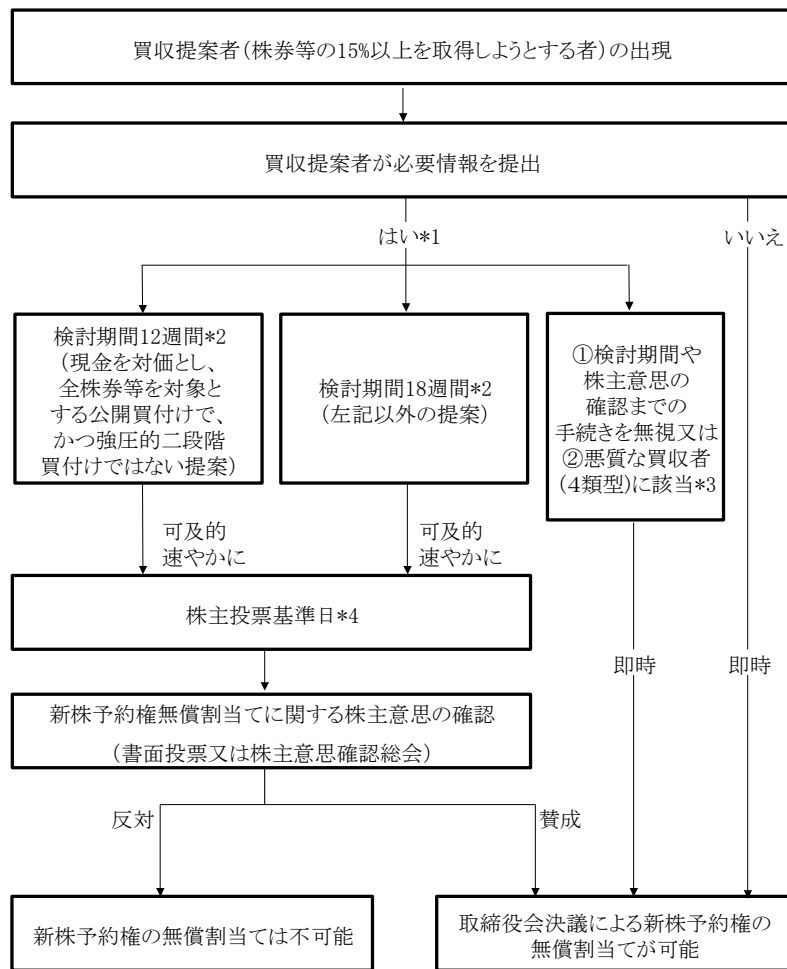 買収提案者（株券等の15%以上を取得しようとする者）の出現
買収提案者が必要情報を提出
はい*1
いいえ
検討期間12週間*2
（現金を対価とし、
全株券等を対象と
する公開買付けで、
かつ強圧的二段階
買付けではない提案）
検討期間18週間*2
（左記以外の提案）
①検討期間や
株主意思の
確認までの
手続きを無視又は
②悪質な買収者
（4類型）に該当*3
可及的
速やかに
可及的
速やかに
株主投票基準日*4
即時
即時
新株予約権無償割当てに関する株主意思の確認
（書面投票又は株主意思確認総会）
反対
賛成
新株予約権の無償割当ては不可能
取締役会決議による新株予約権の
無償割当てが可能